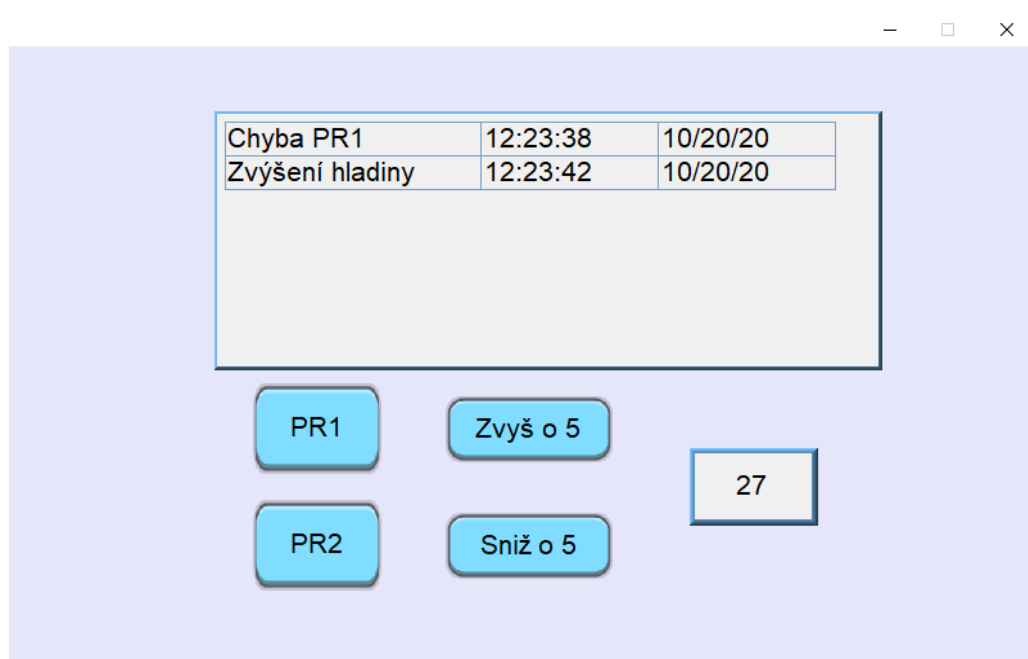 Chyba PR1 12:23:38 10/20/20
Zvýšení hladiny 12:23:42 10/20/20
PR1 Zvyš o 5
27
PR2 Sniž o 5